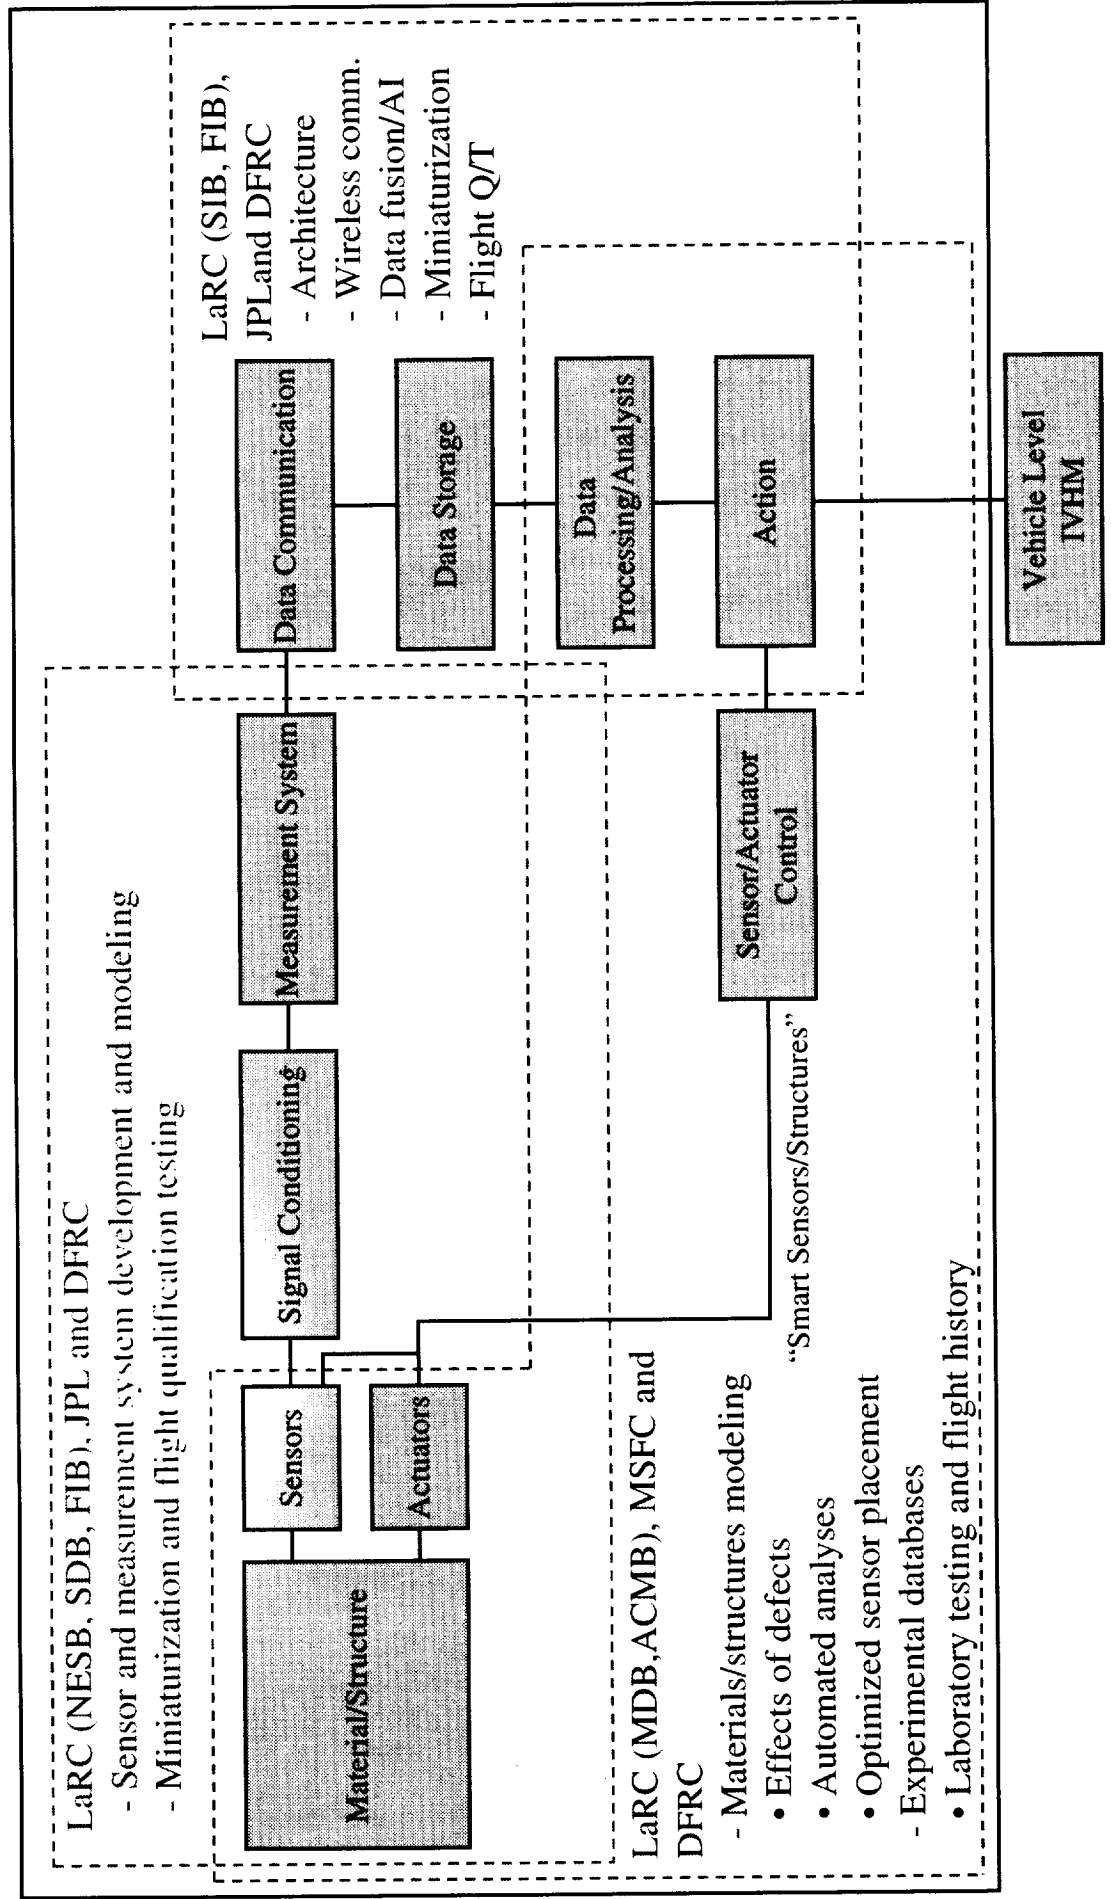 LaRC (NESB, SDB, FIB), JPL and DFRC
- Sensor and measurement system development and modeling
- Miniaturization and flight qualification testing
LaRC (SIB, FIB),
JPLand DFRC
- Architecture
- Wireless comm.
- Data fusion/AI
- Miniaturization
- Flight Q/T
Material/Structure
Sensors
Actuators
Signal Conditioning
Measurement System
Data Communication
Data Storage
Data
Processing/Analysis
Action
Sensor/Actuator
Control
"Smart Sensors/Structures"
LaRC (MDB,ACMB), MSFC and
DFRC
- Materials/structures modeling
• Effects of defects
• Automated analyses
• Optimized sensor placement
- Experimental databases
• Laboratory testing and flight history
Vehicle Level
IVHM